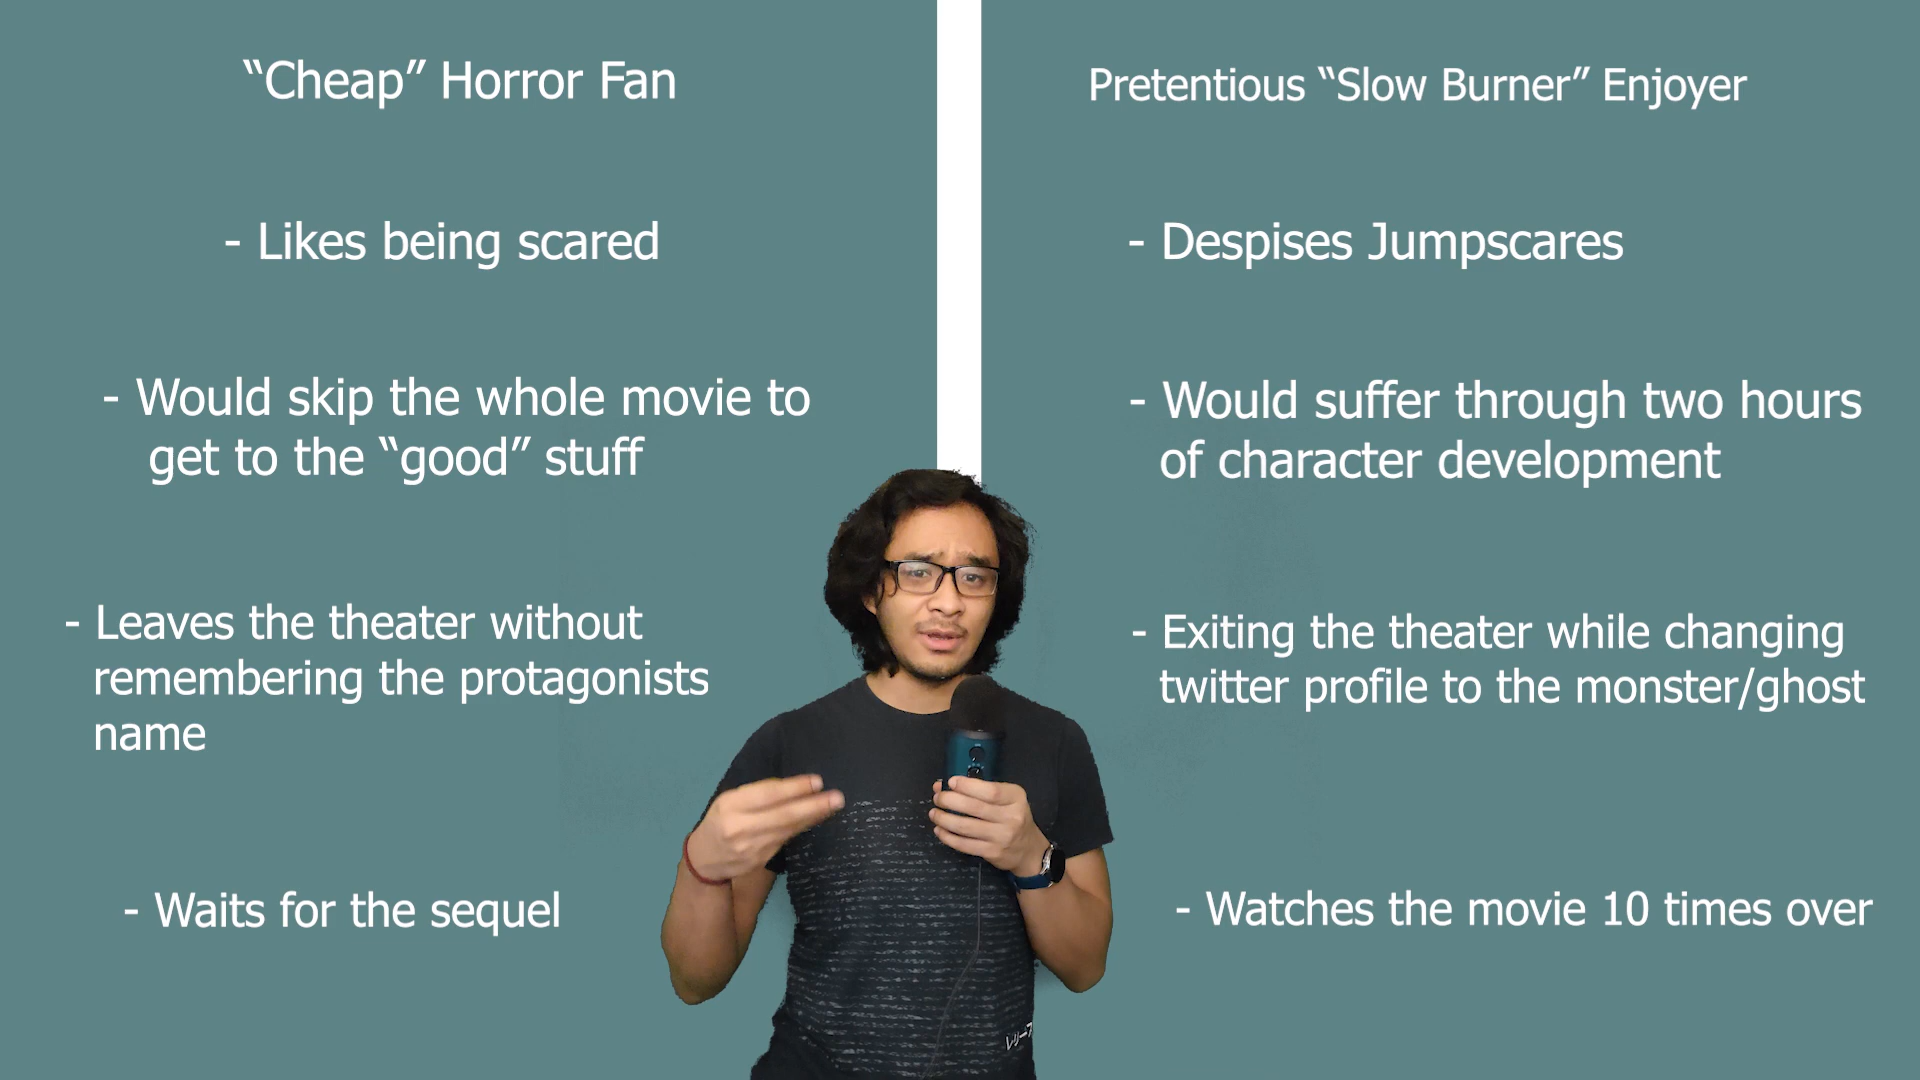 “Cheap” Horror Fan
- Likes being scared
- Would skip the whole movie to
get to the “good” stuff
- Leaves the theater without
remembering the protagonists
name
- Waits for the sequel
Pretentious “Slow Burner” Enjoyer
- Despises Jumpscares
- Would suffer through two hours
of character development
- Exiting the theater while changing
twitter profile to the monster/ghost
- Watches the movie 10 times over